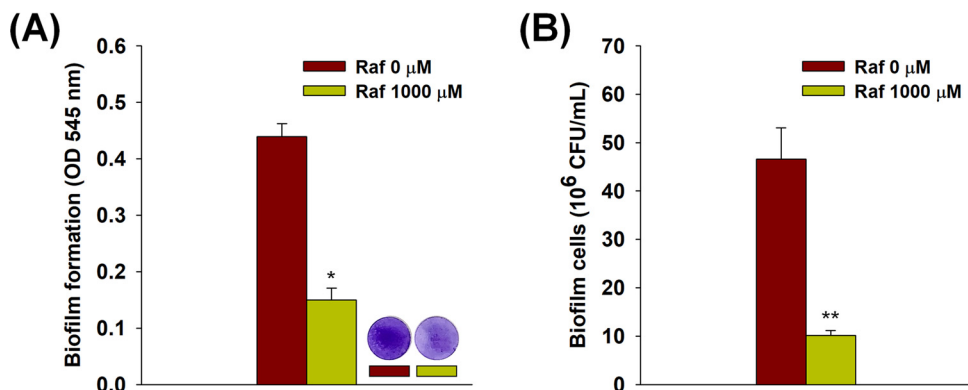 (A)
Biofilm formation (OD 545 nm)
0.6
0.5
0.4
0.3
0.2
0.1
0.0
Raf 0 μM
Raf 1000 μM
*
(B)
Biofilm cells (10⁶ CFU/mL)
70
60
50
40
30
20
10
0
Raf 0 μM
Raf 1000 μM
**